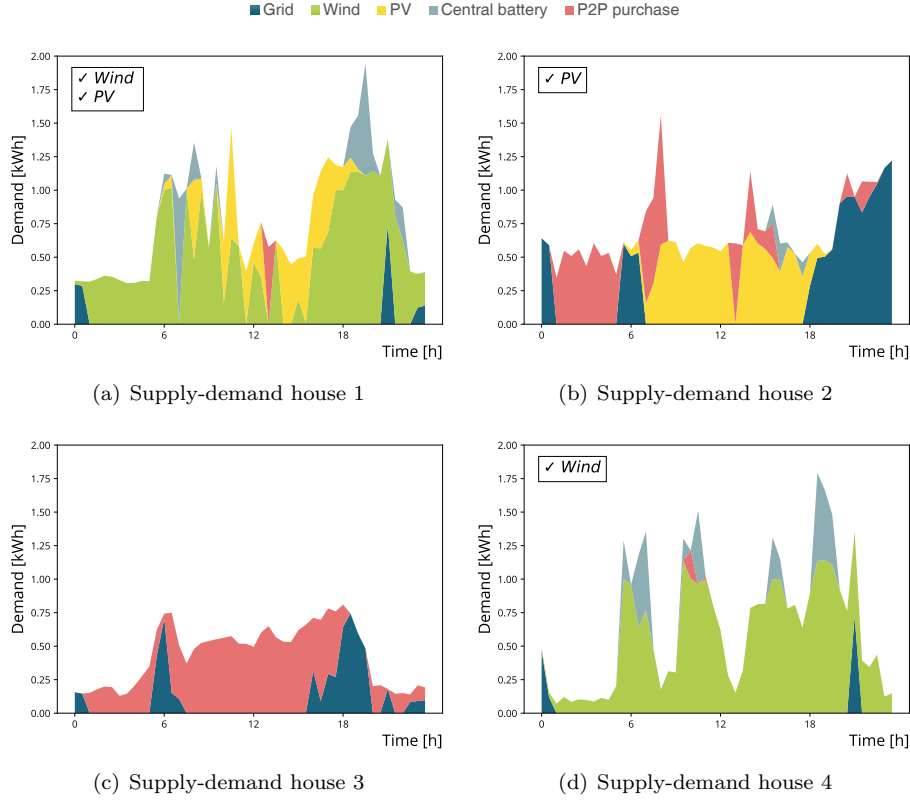 Grid Wind PV Central battery P2P purchase
✓ Wind
✓ PV
Demand [kWh]
2.00
1.75
1.50
1.25
1.00
0.75
0.50
0.25
0.00
0 6 12 18
Time [h]
(a) Supply-demand house 1
✓ PV
Demand [kWh]
2.00
1.75
1.50
1.25
1.00
0.75
0.50
0.25
0.00
0 6 12 18
Time [h]
(b) Supply-demand house 2
Demand [kWh]
2.00
1.75
1.50
1.25
1.00
0.75
0.50
0.25
0.00
0 6 12 18
Time [h]
(c) Supply-demand house 3
✓ Wind
Demand [kWh]
2.00
1.75
1.50
1.25
1.00
0.75
0.50
0.25
0.00
0 6 12 18
Time [h]
(d) Supply-demand house 4